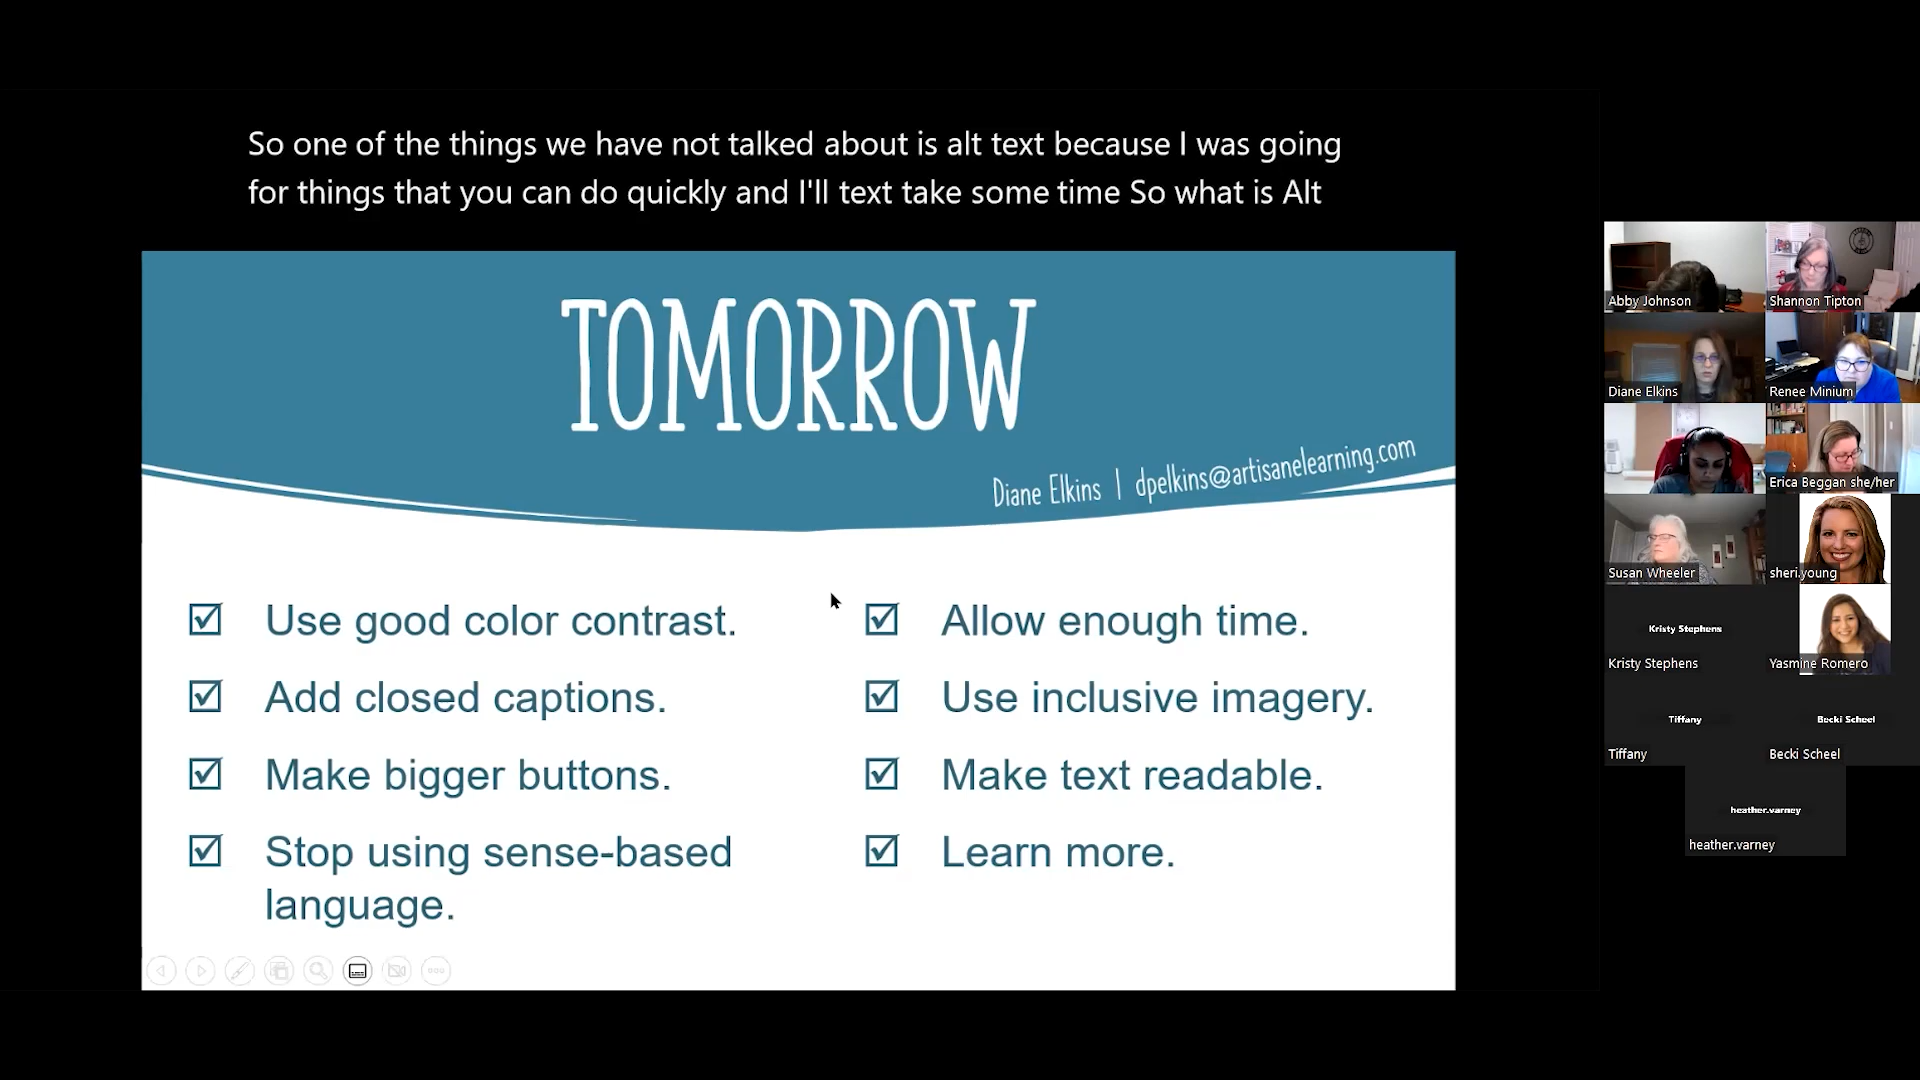 So one of the things we have not talked about is alt text because I was going
for things that you can do quickly and I'll text take some time So what is Alt
TOMORROW
Diane Elkins | dpelkins@artisanelearning.com
Use good color contrast.
Add closed captions.
Make bigger buttons.
Stop using sense-based
language.
Allow enough time.
Use inclusive imagery.
Make text readable.
Learn more.
Abby Johnson
Shannon Tipton
Diane Elkins
Renee Minium
Erica Beggan she/her
Susan Wheeler
sheri.young
Kristy Stephens
Kristy Stephens
Yasmine Romero
Tiffany
Tiffany
Becki Scheel
Becki Scheel
heather.varney
heather.varney